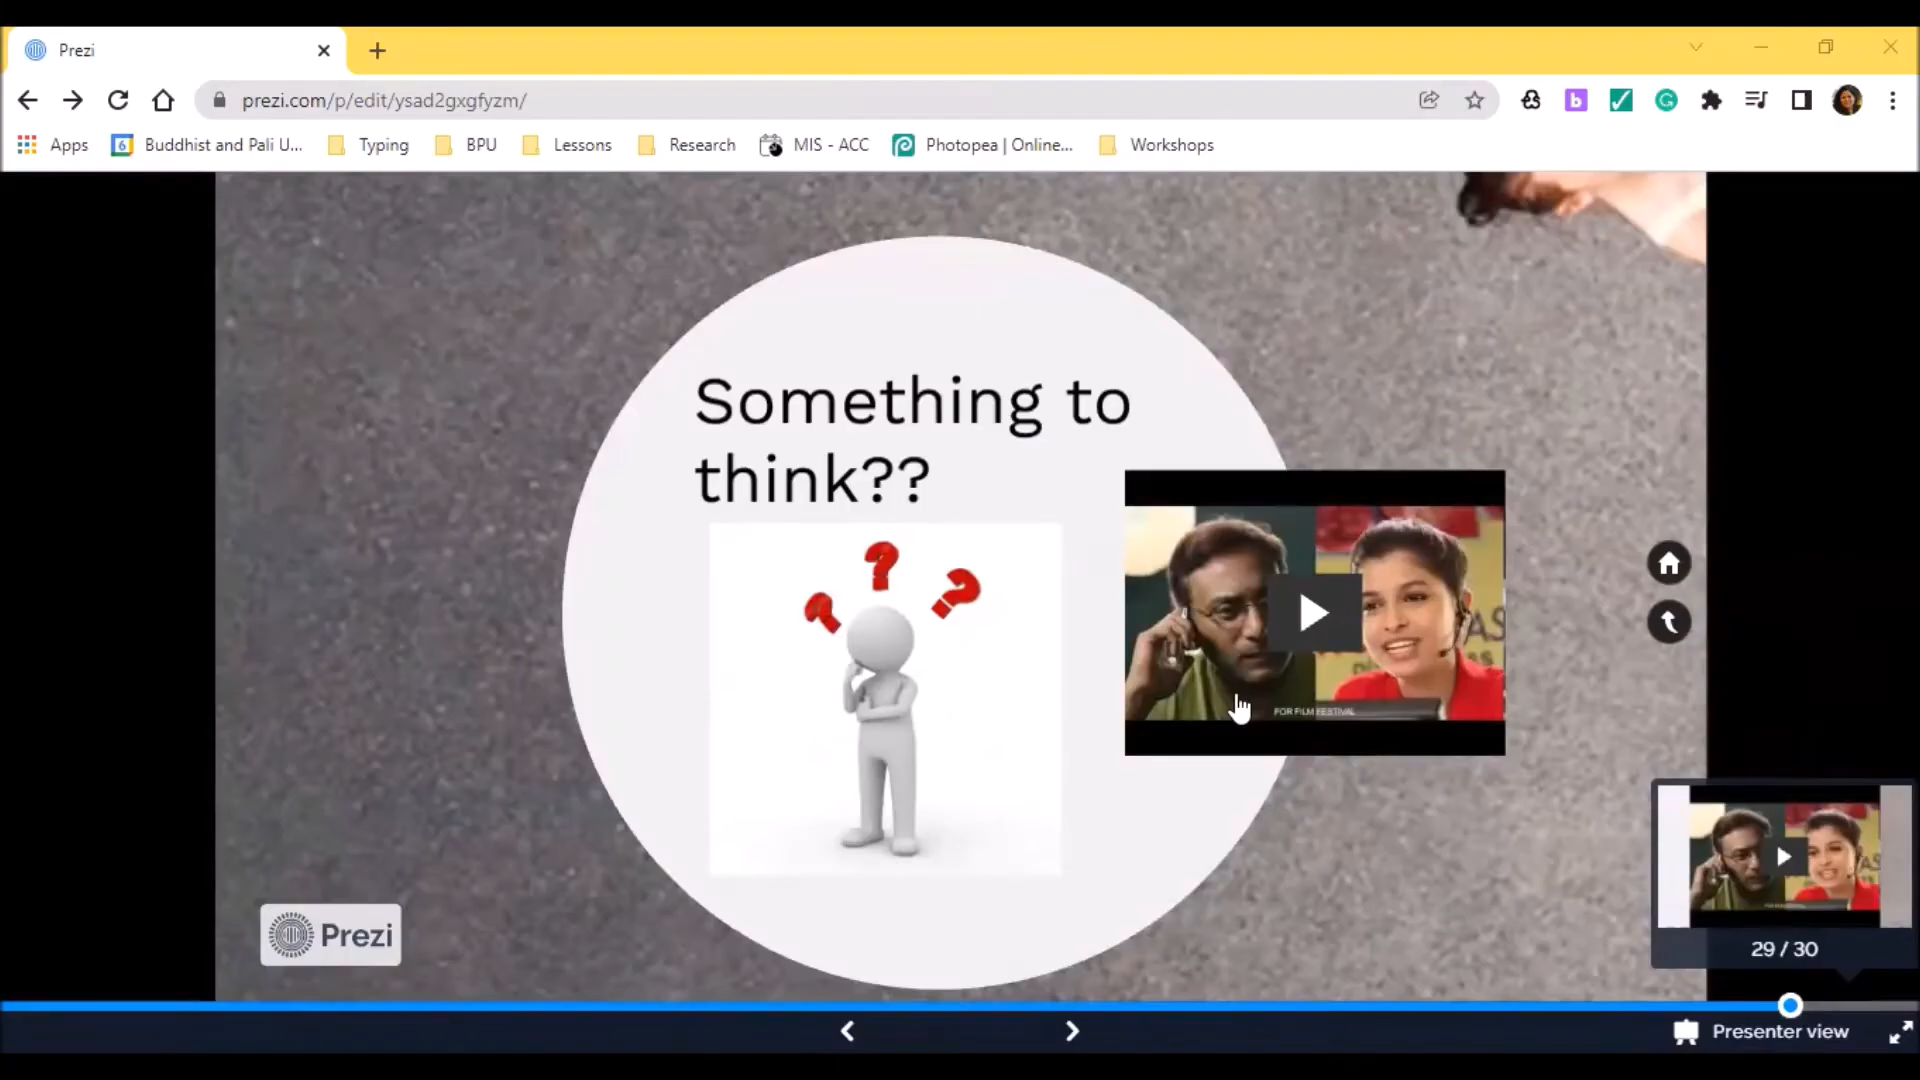 Prezi
prezi.com/p/edit/ysad2gxgfyzm/
Apps
6
Buddhist and Pali U...
Typing
BPU
Lessons
Research
MIS - ACC
Photopea | Online...
Workshops
Something to
think??
FOR FILM FESTIVAL
Prezi
29 / 30
Presenter view